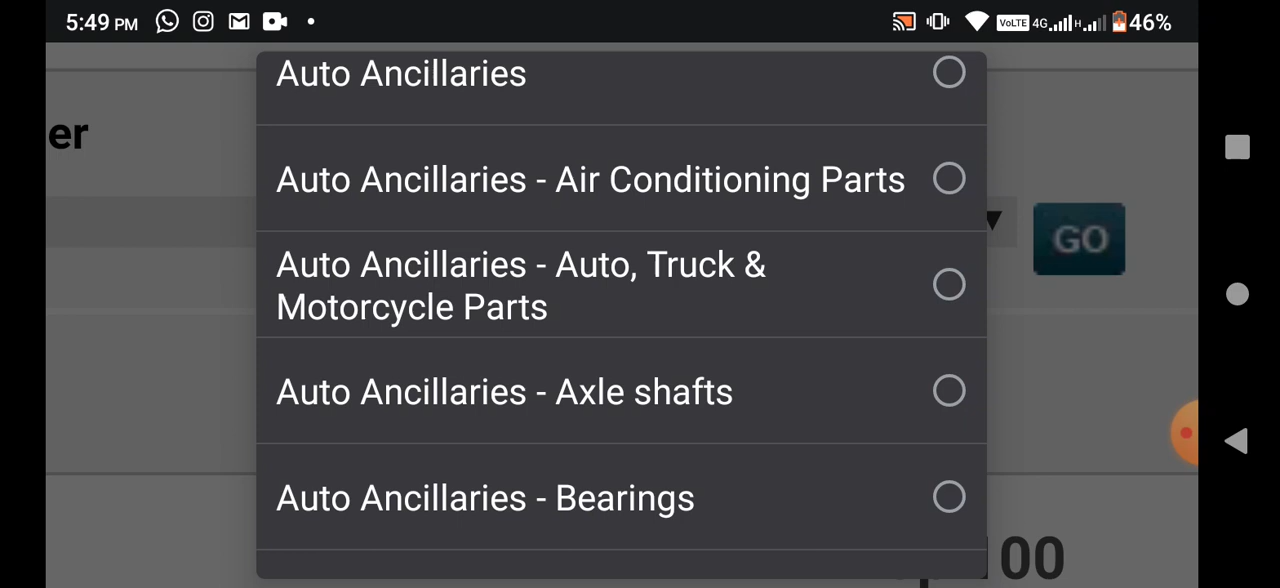 5:49 PM
VoLTE 4G H 46%
er
Auto Ancillaries
Auto Ancillaries - Air Conditioning Parts
GO
Auto Ancillaries - Auto, Truck &
Motorcycle Parts
Auto Ancillaries - Axle shafts
Auto Ancillaries - Bearings
00